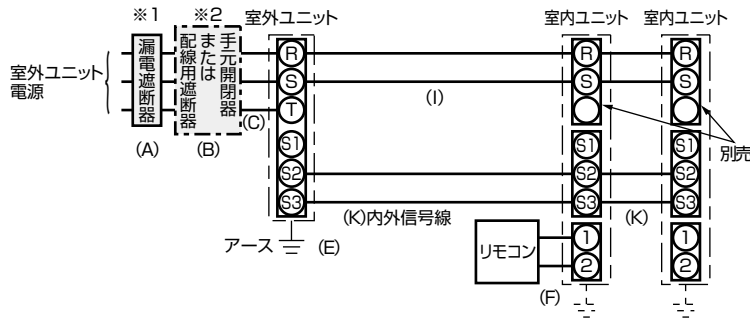 ※1
※2
室外ユニット
室内ユニット
室内ユニット
室外ユニット
電源
漏電遮断器
手元開閉器
または
配線用遮断器
(A)
(B)
(C)
R
S
T
S1
S2
S3
(I)
R
S
S1
S2
S3
1
2
R
S
S1
S2
S3
1
2
別売
(K)内外信号線
(K)
アース
(E)
リモコン
(F)